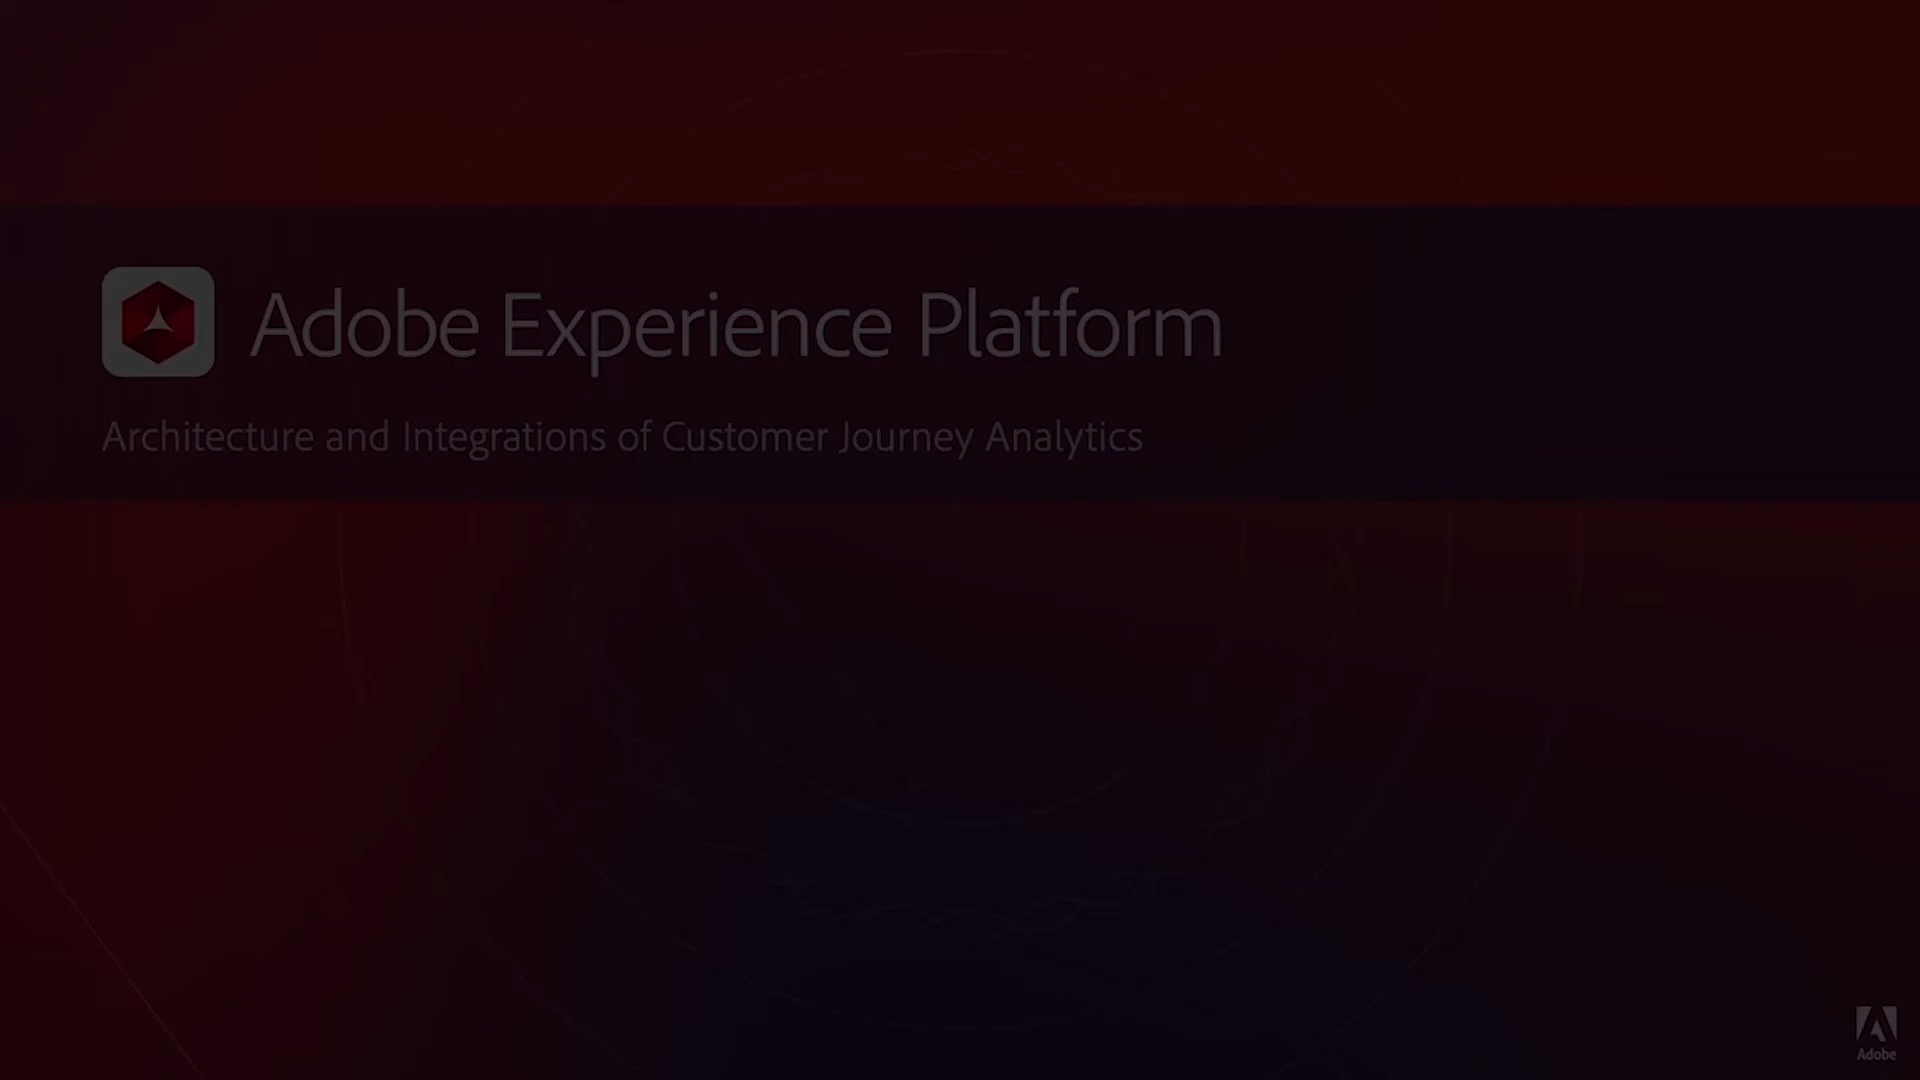 Adobe Experience Platform
Architecture and Integrations of Customer Journey Analytics
Adobe